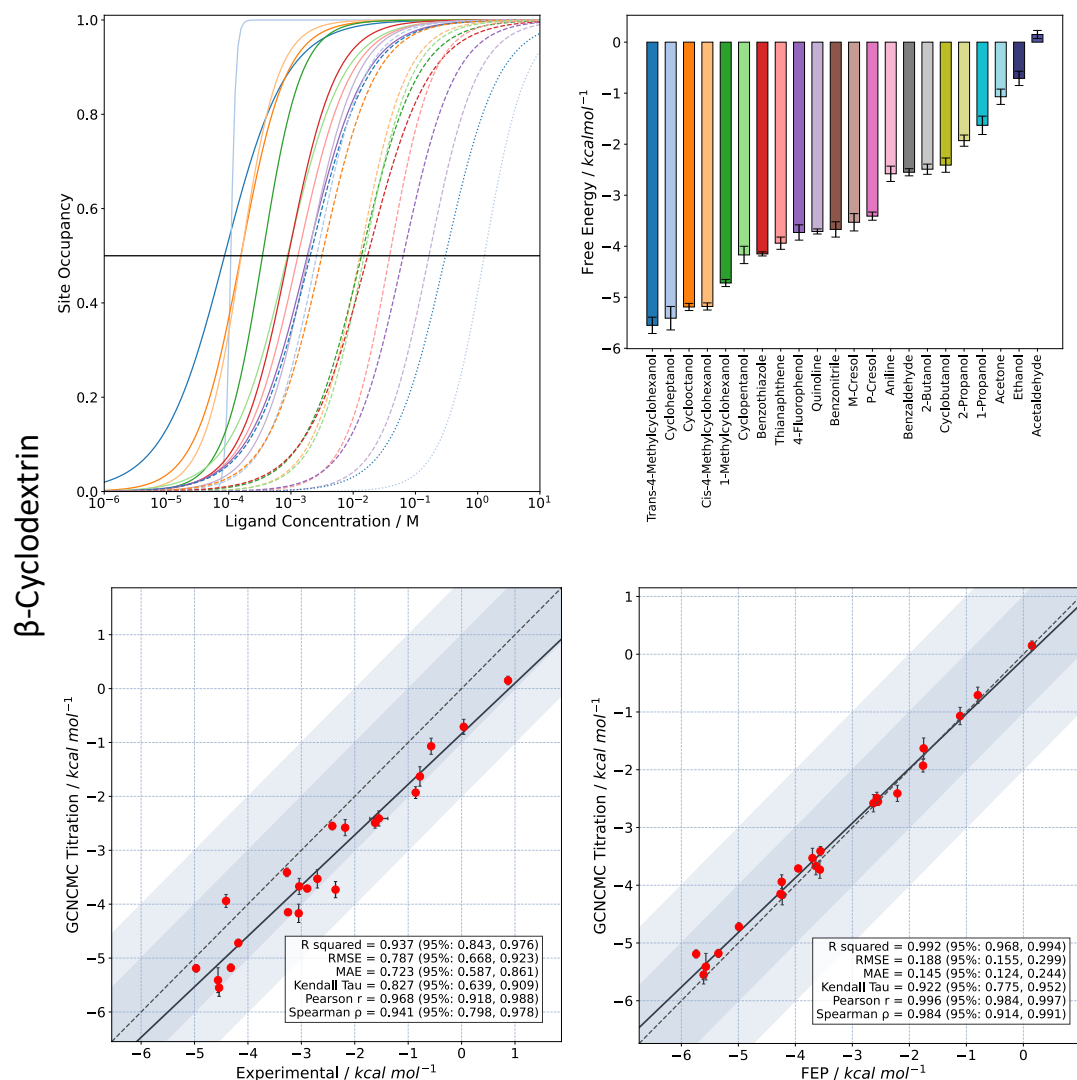 β-Cyclodextrin
Site Occupancy
1.0
0.8
0.6
0.4
0.2
0.0
10⁻⁶
10⁻⁵
10⁻⁴
10⁻³
10⁻²
10⁻¹
10⁰
10¹
Ligand Concentration / M
Free Energy / kcalmol⁻¹
0
−1
−2
−3
−4
−5
−6
Trans-4-Methylcyclohexanol
Cycloheptanol
Cyclooctanol
Cis-4-Methylcyclohexanol
1-Methylcyclohexanol
Cyclopentanol
Benzothiazole
Thianaphthene
4-Fluorophenol
Quinoline
Benzonitrile
M-Cresol
P-Cresol
Aniline
Benzaldehyde
2-Butanol
Cyclobutanol
2-Propanol
1-Propanol
Acetone
Ethanol
Acetaldehyde
GCNCMC Titration / kcal mol⁻¹
1
0
−1
−2
−3
−4
−5
−6
R squared = 0.937 (95%: 0.843, 0.976)
RMSE = 0.787 (95%: 0.668, 0.923)
MAE = 0.723 (95%: 0.587, 0.861)
Kendall Tau = 0.827 (95%: 0.639, 0.909)
Pearson r = 0.968 (95%: 0.918, 0.988)
Spearman ρ = 0.941 (95%: 0.798, 0.978)
−6
−5
−4
−3
−2
−1
0
1
Experimental / kcal mol⁻¹
GCNCMC Titration / kcal mol⁻¹
1
0
−1
−2
−3
−4
−5
−6
R squared = 0.992 (95%: 0.968, 0.994)
RMSE = 0.188 (95%: 0.155, 0.299)
MAE = 0.145 (95%: 0.124, 0.244)
Kendall Tau = 0.922 (95%: 0.775, 0.952)
Pearson r = 0.996 (95%: 0.984, 0.997)
Spearman ρ = 0.984 (95%: 0.914, 0.991)
−6
−5
−4
−3
−2
−1
0
FEP / kcal mol⁻¹